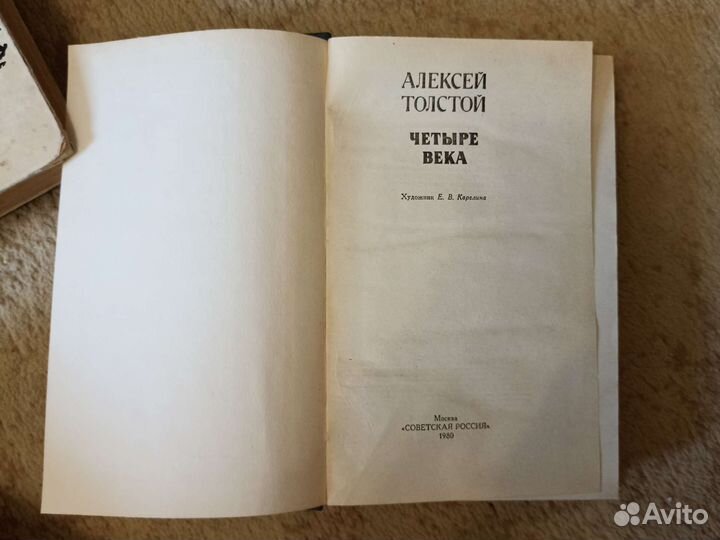 АЛЕКСЕЙ
ТОЛСТОЙ
ЧЕТЫРЕ
ВЕКА
Художник Е. В. Карелина
Москва
«СОВЕТСКАЯ РОССИЯ»
1980
Avito